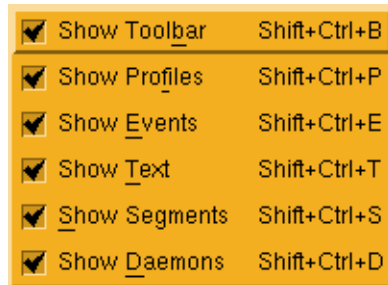 Show Toolbar Shift+Ctrl+B
Show Profiles Shift+Ctrl+P
Show Events Shift+Ctrl+E
Show Text Shift+Ctrl+T
Show Segments Shift+Ctrl+S
Show Daemons Shift+Ctrl+D